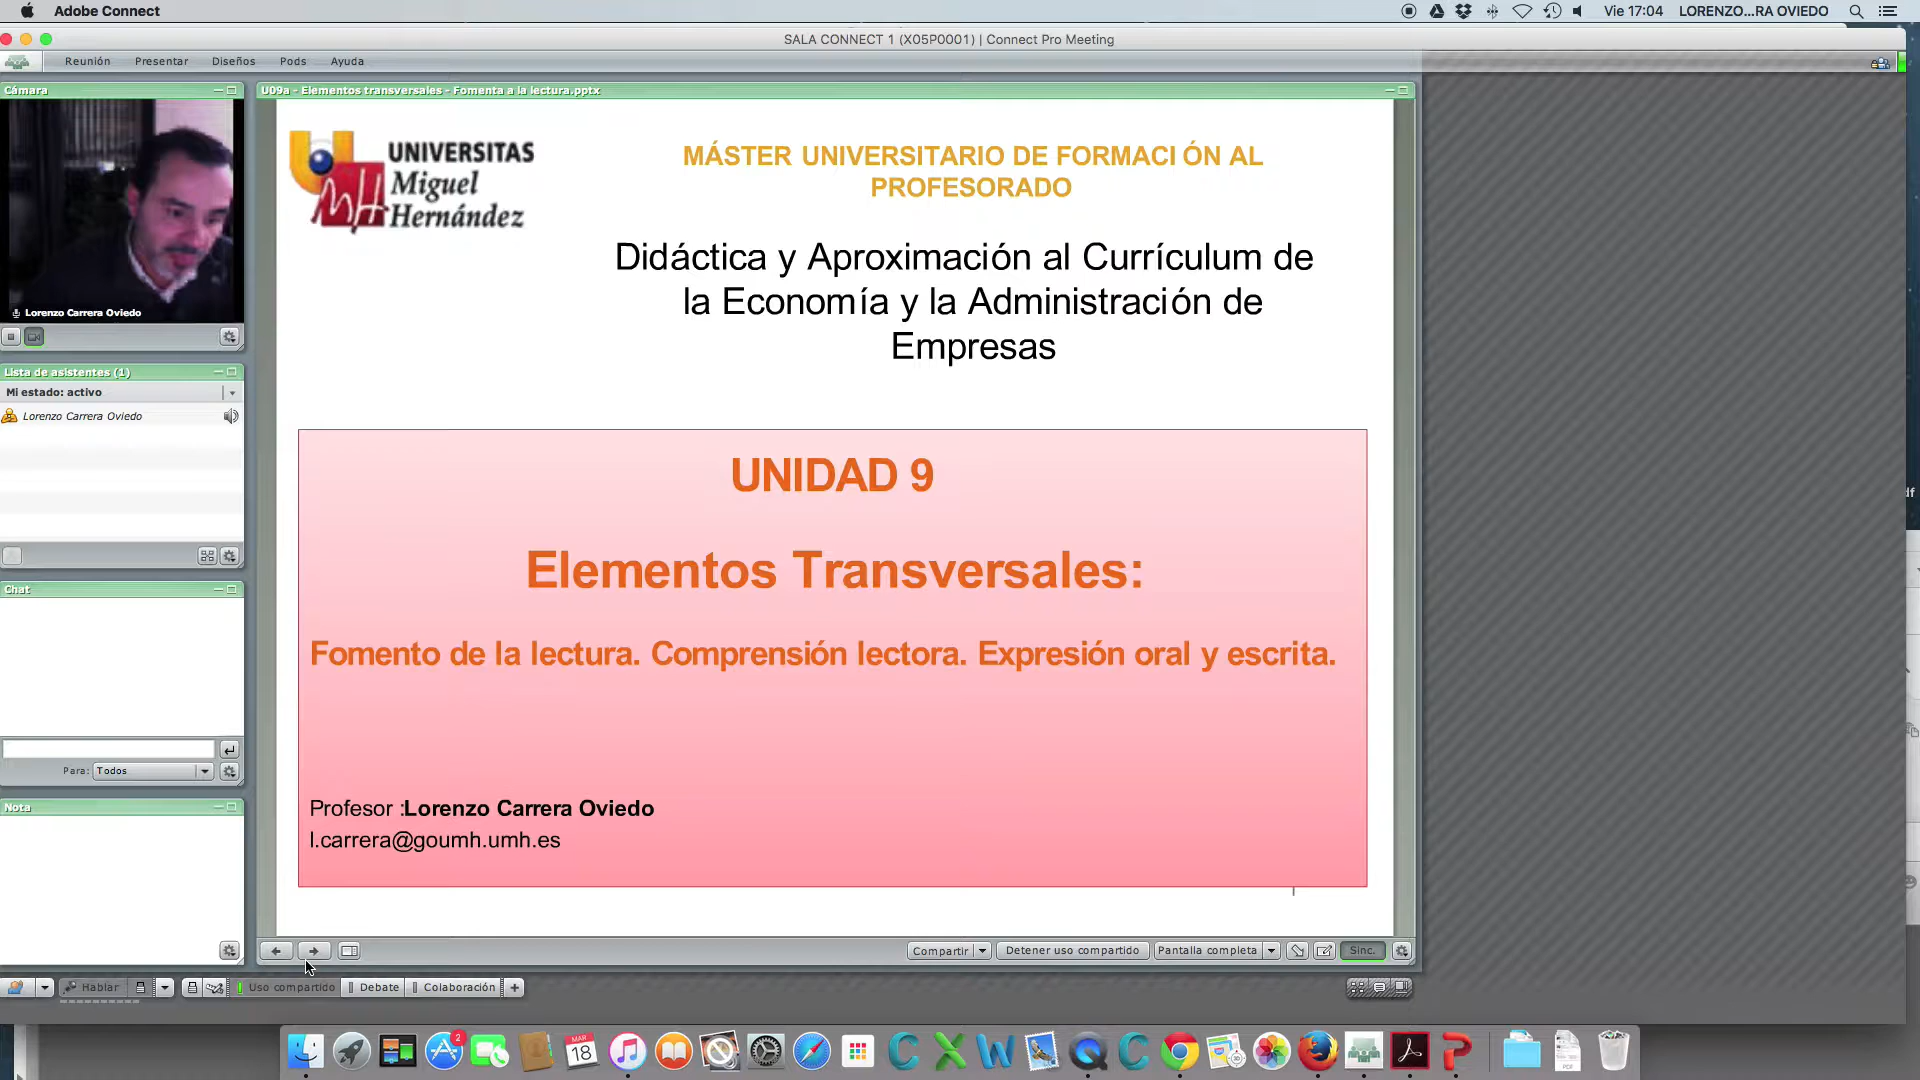 Adobe Connect
Vie 17:04
LORENZO...RA OVIEDO
SALA CONNECT 1 (X05P0001) | Connect Pro Meeting
Reunión
Presentar
Diseños
Pods
Ayuda
Cámara
U09a - Elementos transversales - Fomenta a la lectura.pptx
UNIVERSITAS
Miguel
Hernández
MÁSTER UNIVERSITARIO DE FORMACI ÓN AL
PROFESORADO
Didáctica y Aproximación al Currículum de
la Economía y la Administración de
Empresas
Lorenzo Carrera Oviedo
Lista de asistentes (1)
Mi estado: activo
Lorenzo Carrera Oviedo
UNIDAD 9
Elementos Transversales:
Fomento de la lectura. Comprensión lectora. Expresión oral y escrita.
Profesor :Lorenzo Carrera Oviedo
l.carrera@goumh.umh.es
Chat
Para: Todos
Nota
Compartir
Detener uso compartido
Pantalla completa
Sinc.
Hablar
Uso compartido
Debate
Colaboración
df
2
MAR
18
PDF